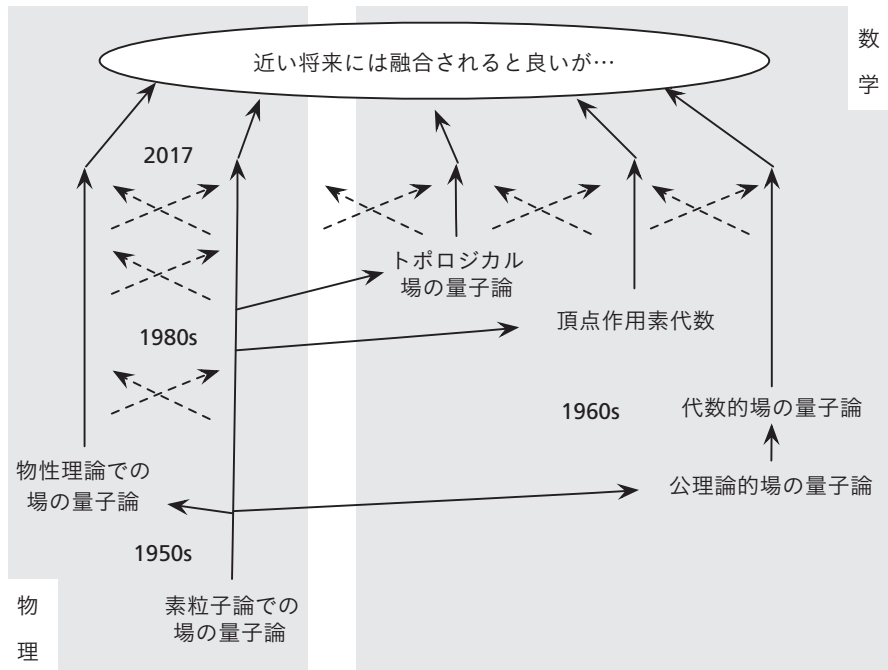 数
学
近い将来には融合されると良いが…
2017
トポロジカル
場の量子論
頂点作用素代数
1980s
1960s
代数的場の量子論
物性理論での
場の量子論
公理論的場の量子論
1950s
素粒子論での
場の量子論
物
理